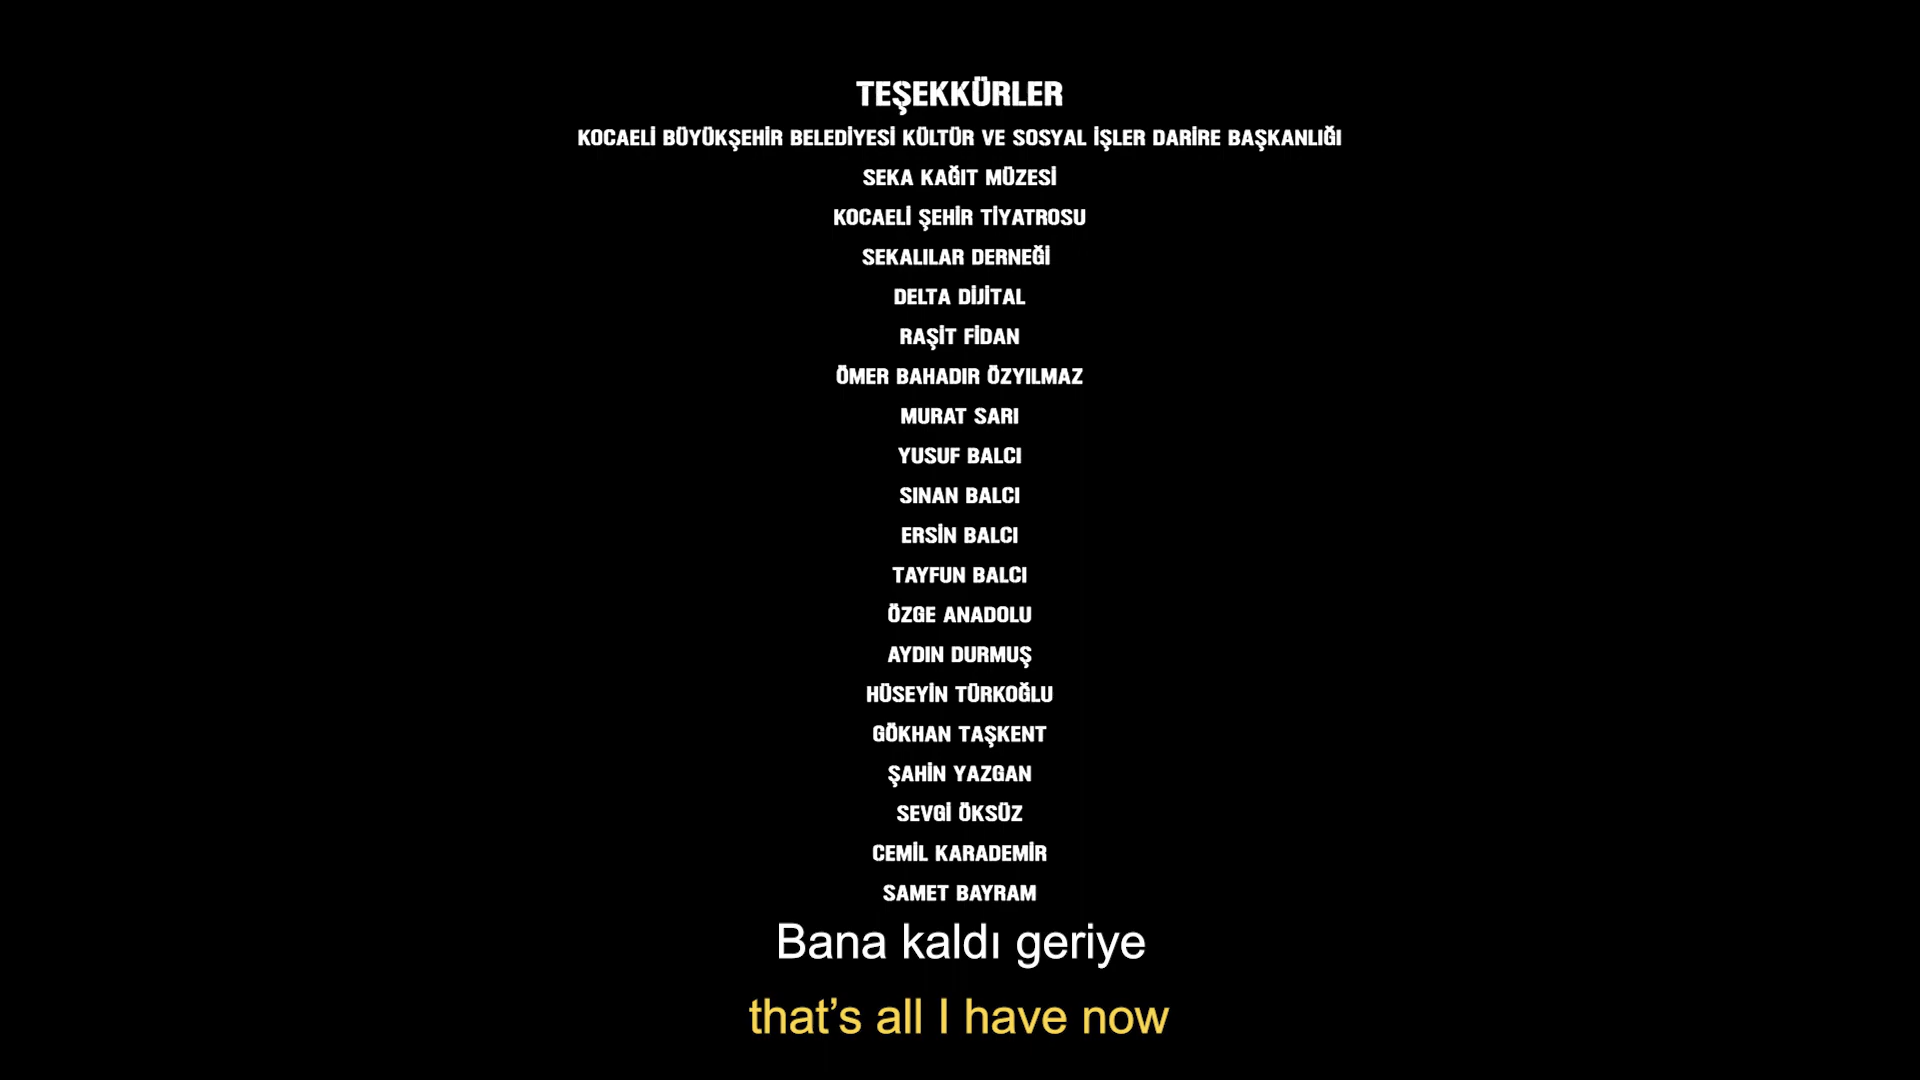 TEŞEKKÜRLER
KOCAELİ BÜYÜKŞEHİR BELEDİYESİ KÜLTÜR VE SOSYAL İŞLER DARİRE BAŞKANLIĞI
SEKA KAĞIT MÜZESİ
KOCAELİ ŞEHİR TİYATROSU
SEKALILAR DERNEĞİ
DELTA DİJİTAL
RAŞİT FİDAN
ÖMER BAHADIR ÖZYILMAZ
MURAT SARI
YUSUF BALCI
SINAN BALCI
ERSİN BALCI
TAYFUN BALCI
ÖZGE ANADOLU
AYDIN DURMUŞ
HÜSEYİN TÜRKOĞLU
GÖKHAN TAŞKENT
ŞAHİN YAZGAN
SEVGİ ÖKSÜZ
CEMİL KARADEMİR
SAMET BAYRAM
Bana kaldı geriye
that’s all I have now